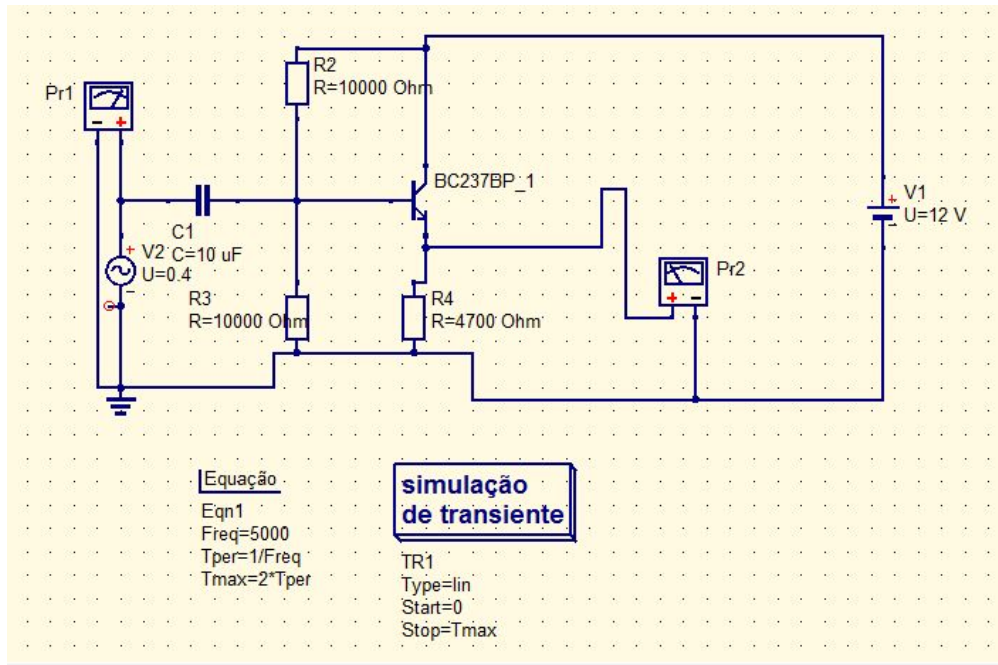 Pr1
R2
R=10000 Ohm
BC237BP_1
V1
U=12 V
C1
C=10 uF
V2
U=0.4
R3
R=10000 Ohm
R4
R=4700 Ohm
Pr2
Equação
Eqn1
Freq=5000
Tper=1/Freq
Tmax=2*Tper
simulação
de transiente
TR1
Type=lin
Start=0
Stop=Tmax